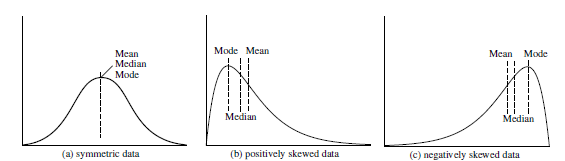 Mean
Median
Mode
(a) symmetric data
Mode Mean
Median
(b) positively skewed data
Mean Mode
Median
(c) negatively skewed data